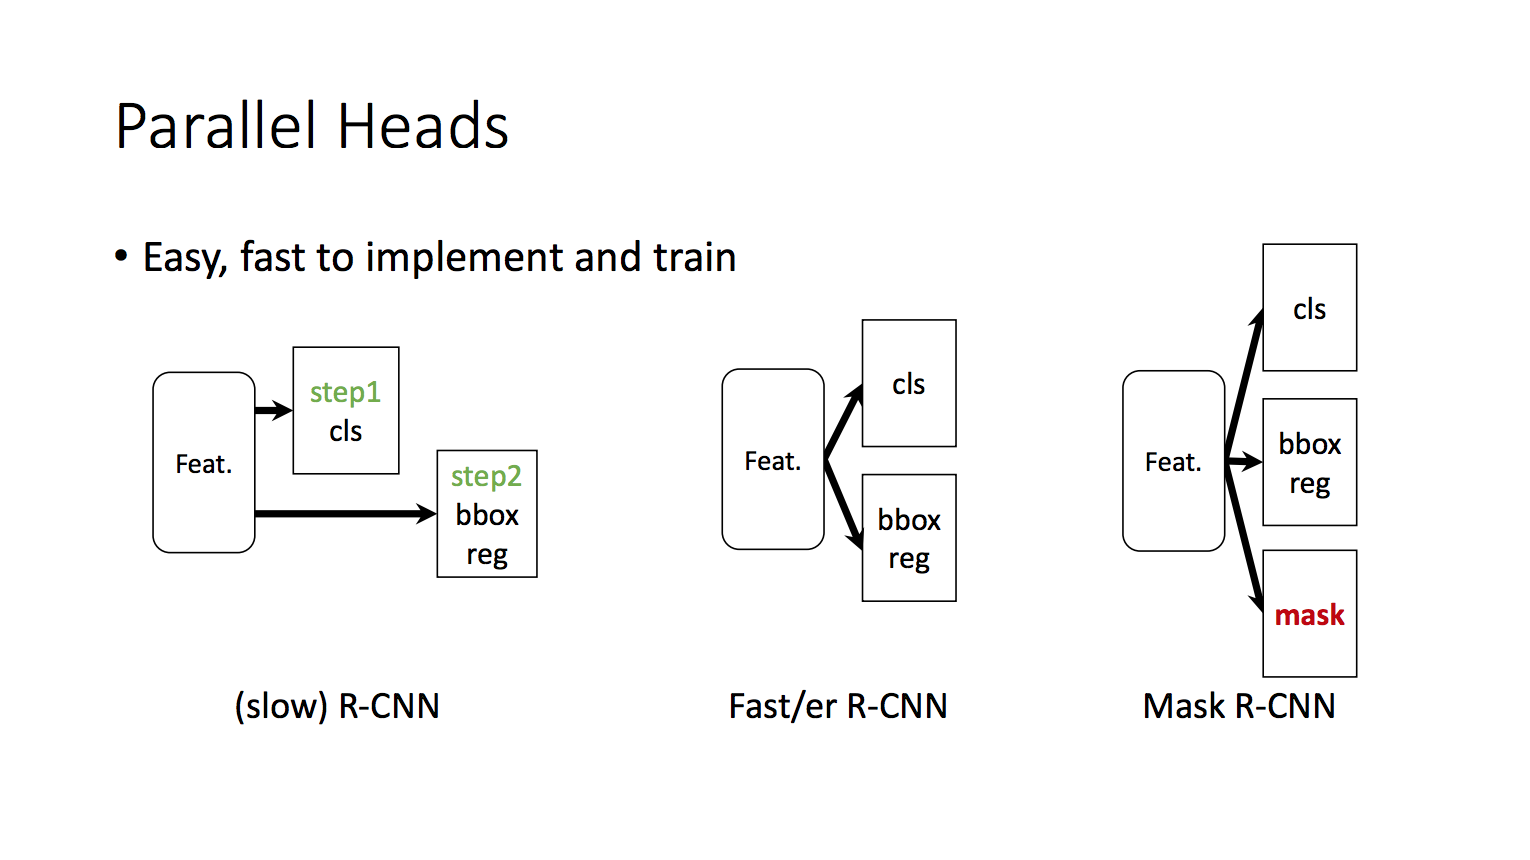 Parallel Heads
• Easy, fast to implement and train
Feat.
step1
cls
step2
bbox
reg
(slow) R-CNN
Feat.
cls
bbox
reg
Fast/er R-CNN
Feat.
cls
bbox
reg
mask
Mask R-CNN